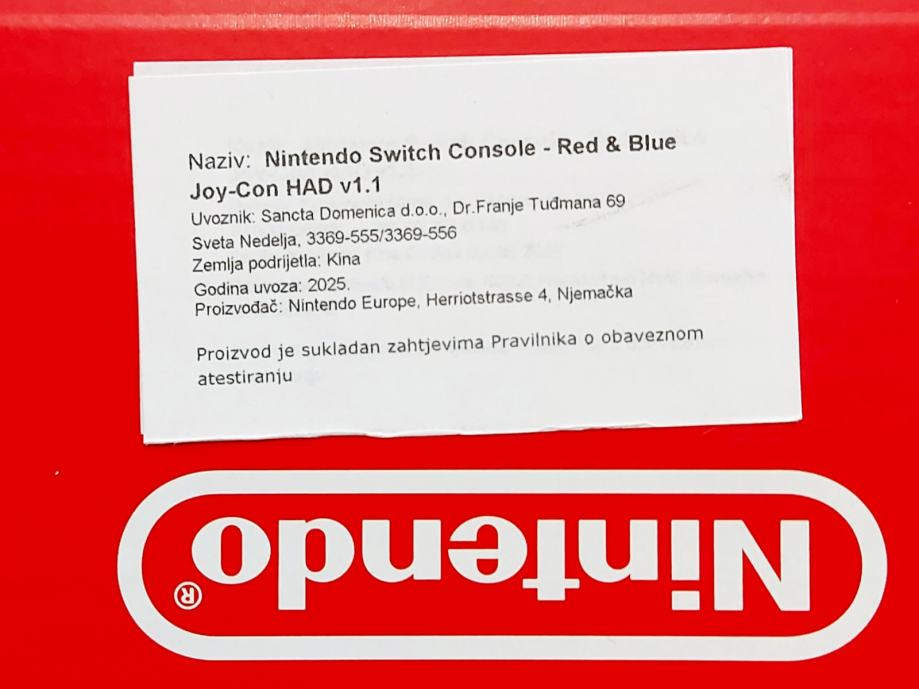 Naziv: Nintendo Switch Console - Red & Blue
Joy-Con HAD v1.1
Uvoznik: Sancta Domenica d.o.o., Dr.Franje Tuđmana 69
Sveta Nedelja, 3369-555/3369-556
Zemlja podrijetla: Kina
Godina uvoza: 2025.
Proizvođač: Nintendo Europe, Herriotstrasse 4, Njemačka
Proizvod je sukladan zahtjevima Pravilnika o obaveznom
atestiranju
Nintendo®